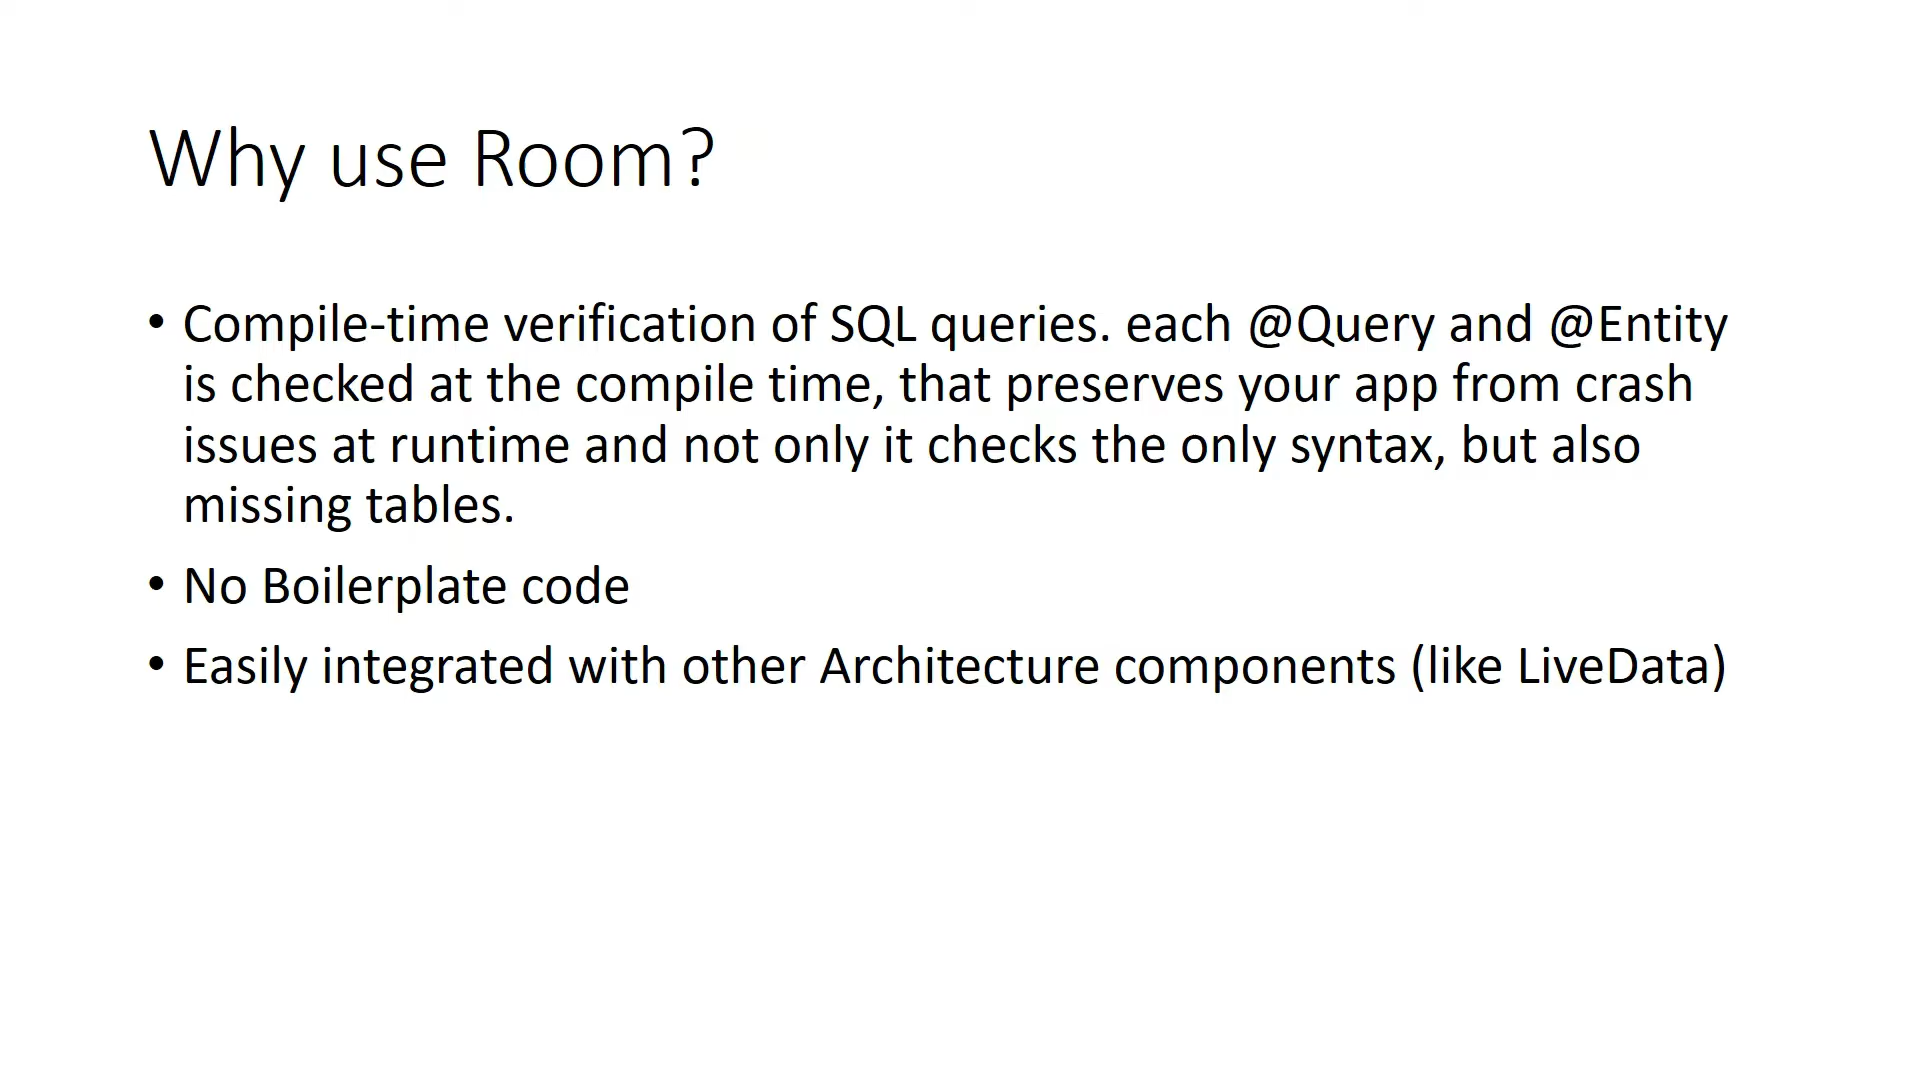 Why use Room?
• Compile-time verification of SQL queries. each @Query and @Entity
is checked at the compile time, that preserves your app from crash
issues at runtime and not only it checks the only syntax, but also
missing tables.
• No Boilerplate code
• Easily integrated with other Architecture components (like LiveData)